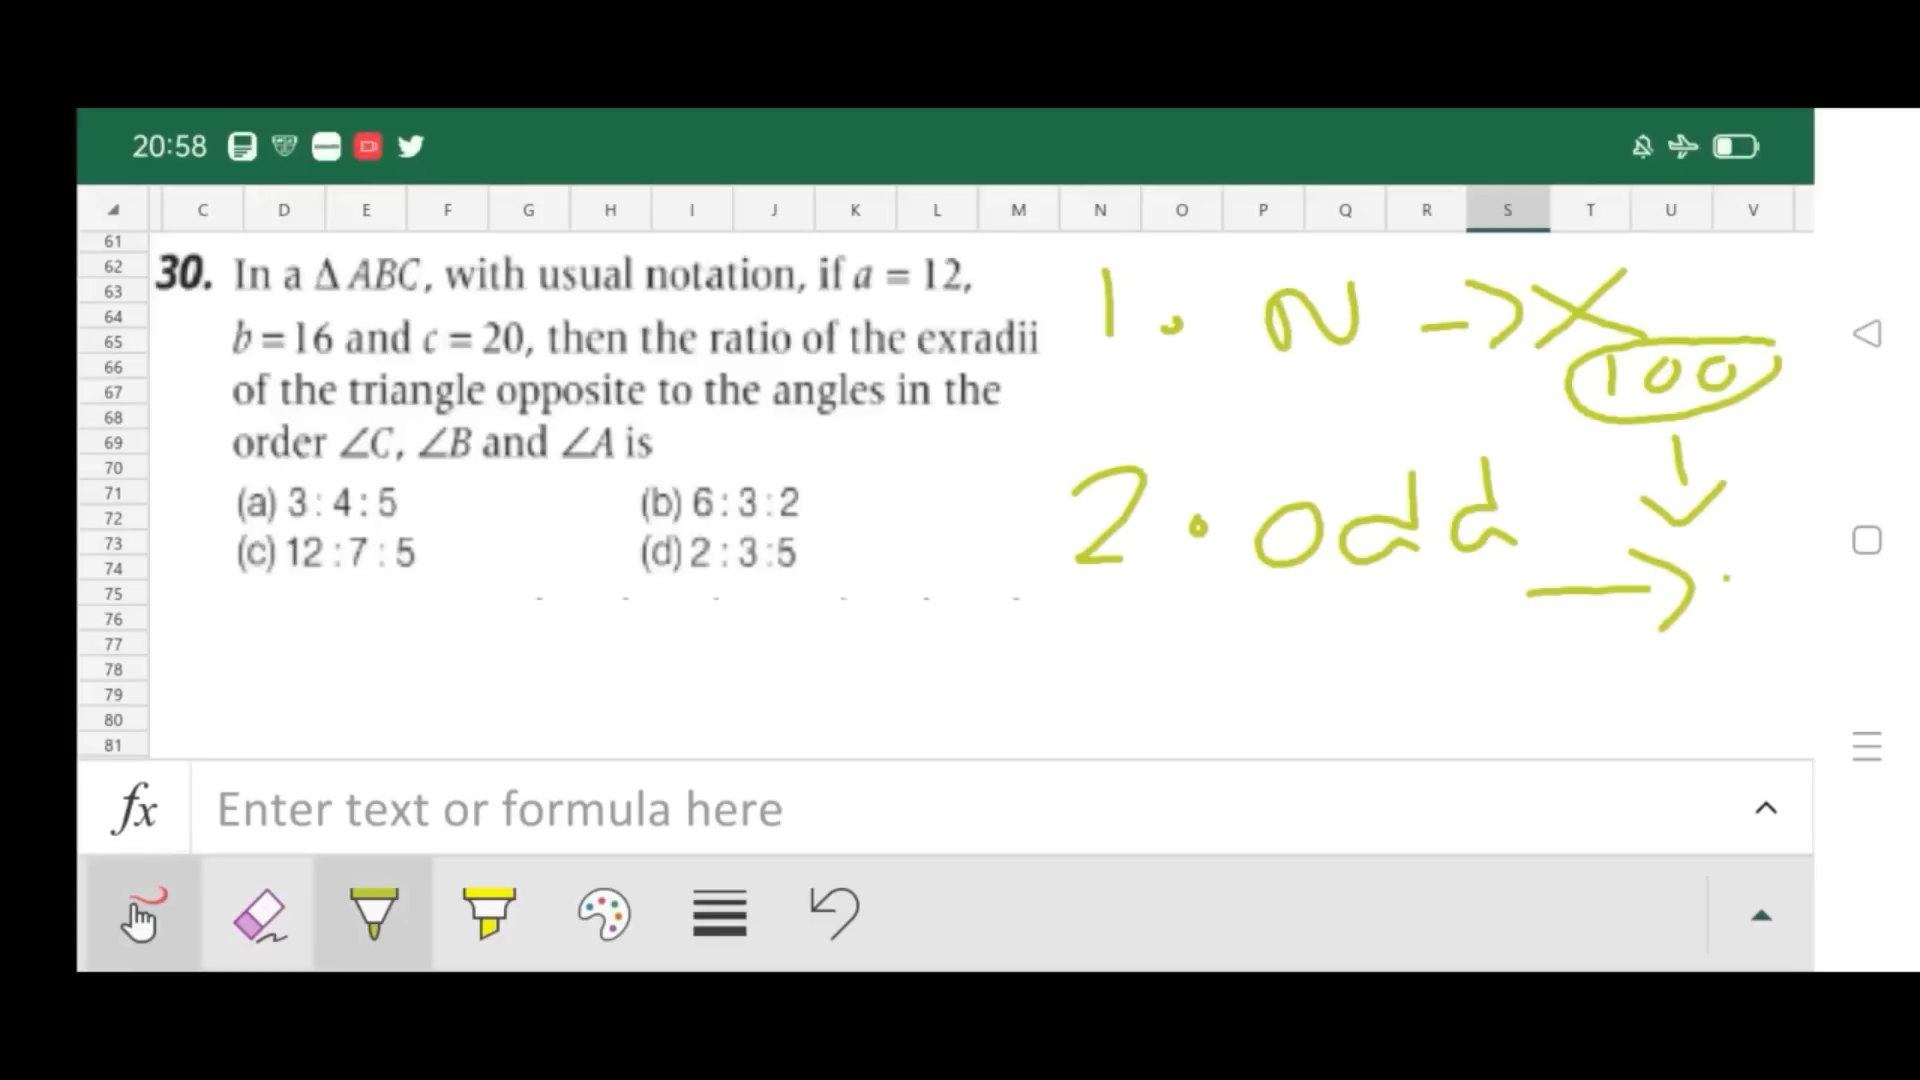 20:58
C D E F G H I J K L M N O P Q R S T U V
61
62
63
64
65
66
67
68
69
70
71
72
73
74
75
76
77
78
79
80
81
30. In a Δ ABC, with usual notation, if a = 12,
b = 16 and c = 20, then the ratio of the exradii
of the triangle opposite to the angles in the
order ∠C, ∠B and ∠A is
(a) 3 : 4 : 5 (b) 6 : 3 : 2
(c) 12 : 7 : 5 (d) 2 : 3 : 5
1. N → X
100
2. odd →
fx Enter text or formula here